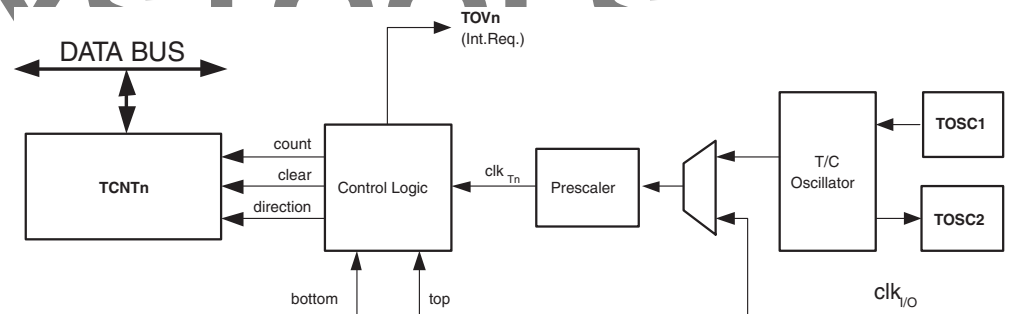 TOVn
(Int.Req.)
DATA BUS
TOSC1
count
TCNTn
clear
Control Logic
clk Tn
Prescaler
T/C
Oscillator
direction
TOSC2
bottom
top
clk I/O